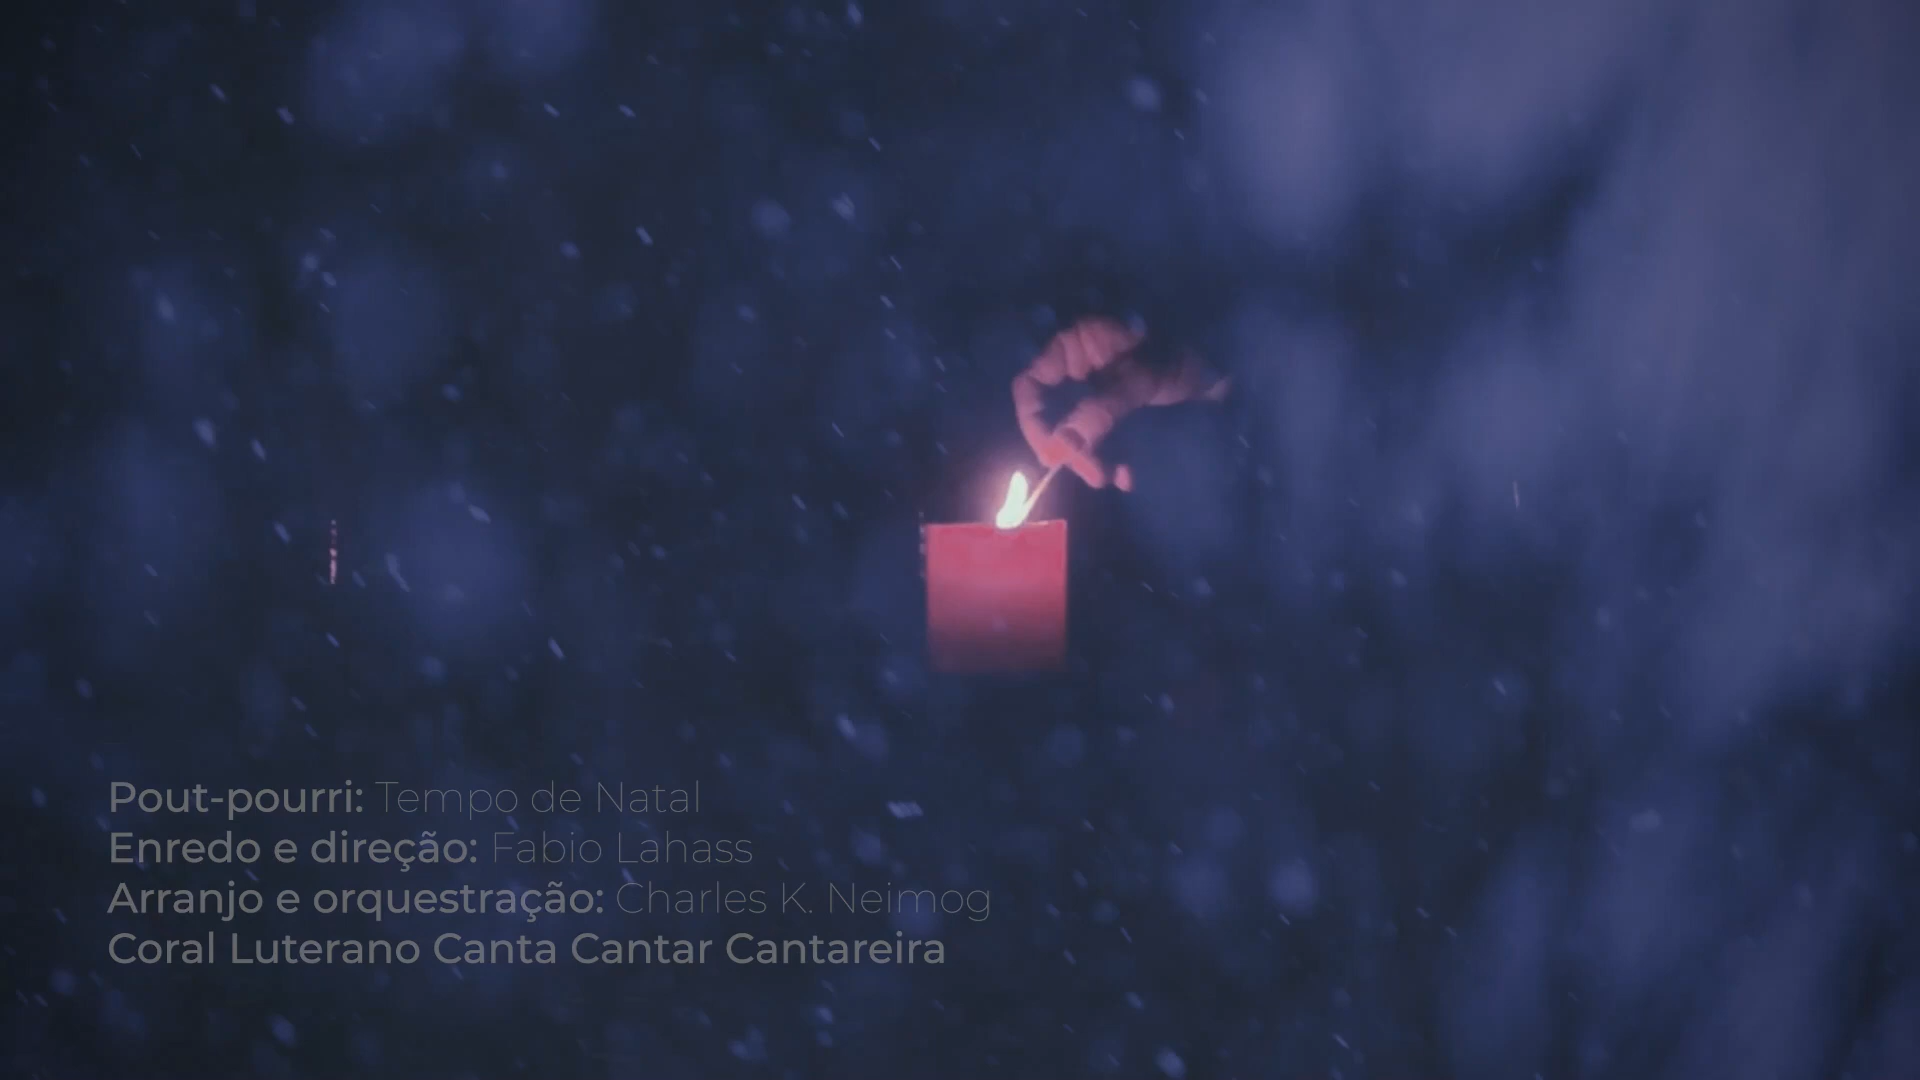 Pout-pourri: Tempo de Natal
Enredo e direção: Fabio Lahass
Arranjo e orquestração: Charles K. Neimog
Coral Luterano Canta Cantar Cantareira